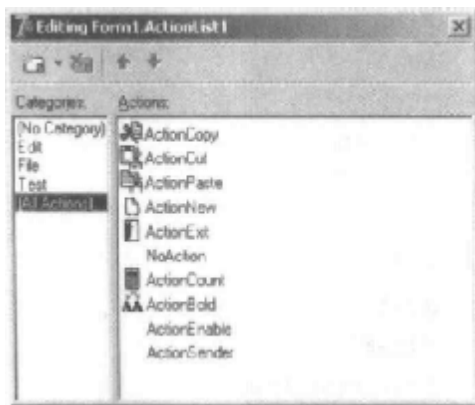 Editing Form1.ActionList1
Categories:
(No Category)
Edit
File
Test
(All Actions)
Actions:
ActionCopy
ActionCut
ActionPaste
ActionNew
ActionExit
NoAction
ActionCount
ActionBold
ActionEnable
ActionSender